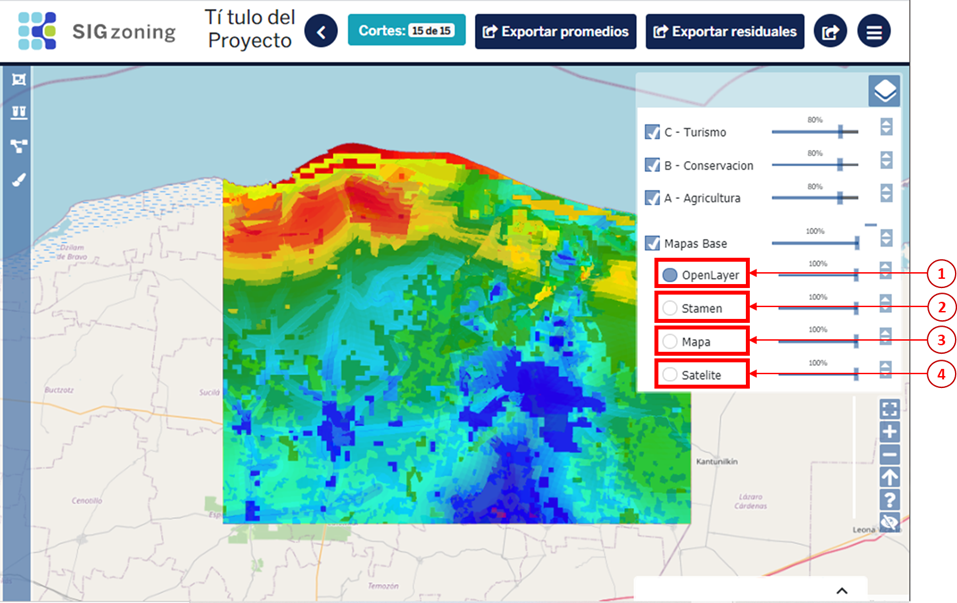 SIGzoning
Tí tulo del
Proyecto
Cortes: 15 de 15
Exportar promedios
Exportar residuales
80%
C - Turismo
80%
B - Conservacion
80%
A - Agricultura
100%
Mapas Base
100%
OpenLayer
1
100%
Stamen
2
100%
Mapa
3
100%
Satelite
4
Dzilam
de Bravo
Buctzotz
Sucilá
Cenotillo
Temozón
Kantunilkín
Lázaro
Cárdenas
Leona
?